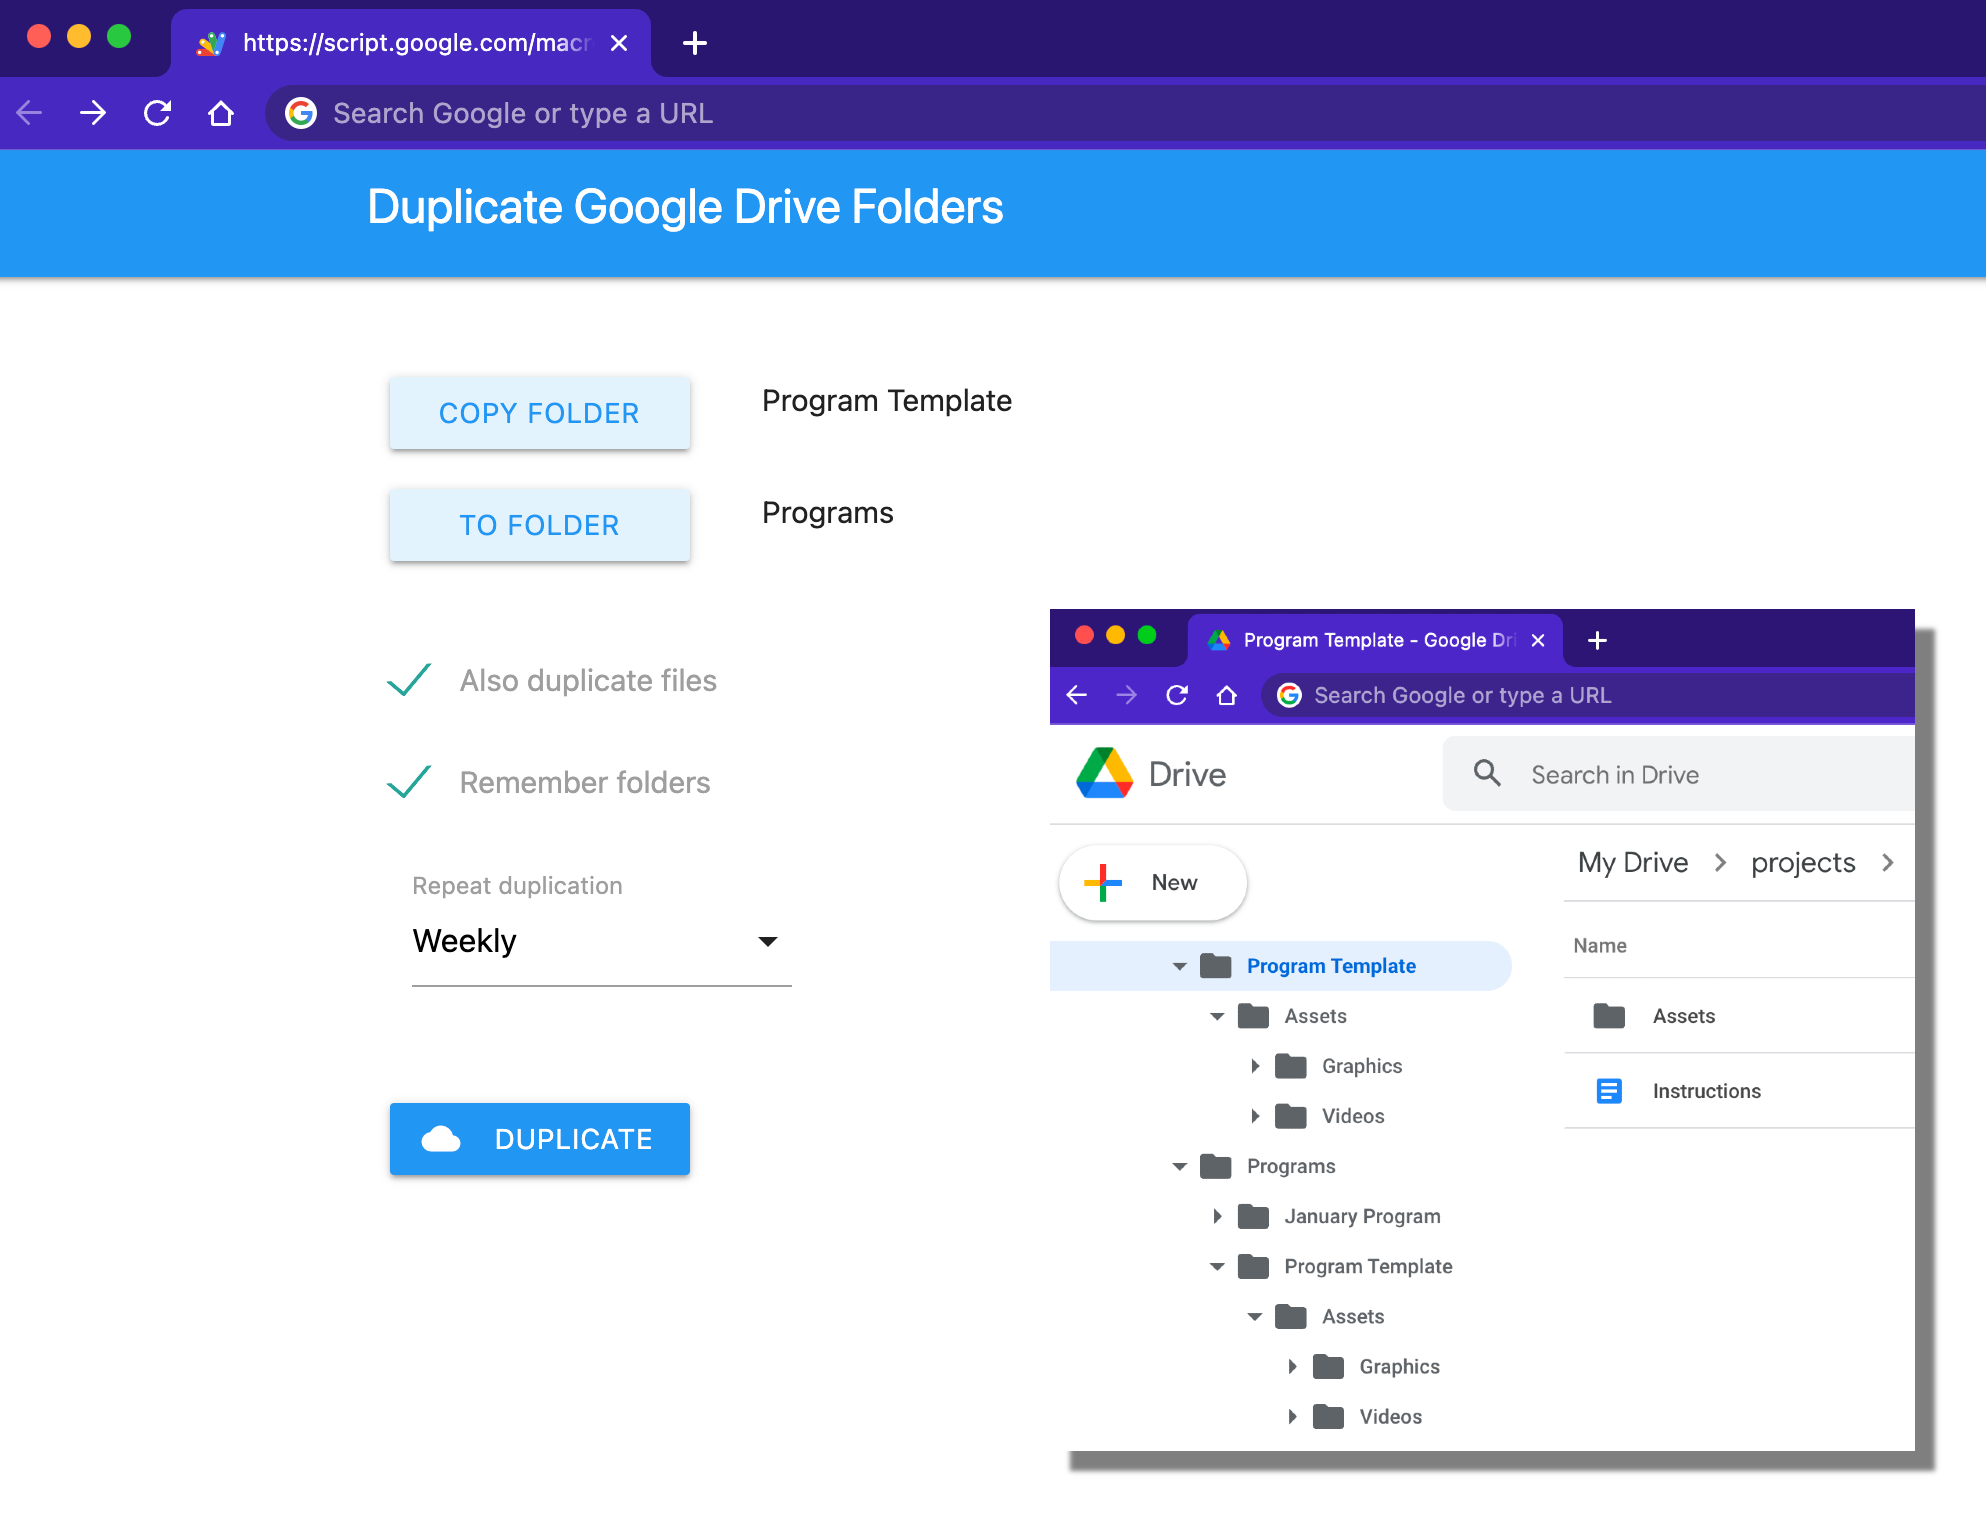 https://script.google.com/macr
Search Google or type a URL
Duplicate Google Drive Folders
COPY FOLDER
Program Template
TO FOLDER
Programs
Also duplicate files
Remember folders
Repeat duplication
Weekly
DUPLICATE
Program Template - Google Dri
Search Google or type a URL
Drive
Search in Drive
New
My Drive > projects >
Name
Assets
Instructions
Program Template
Assets
Graphics
Videos
Programs
January Program
Program Template
Assets
Graphics
Videos